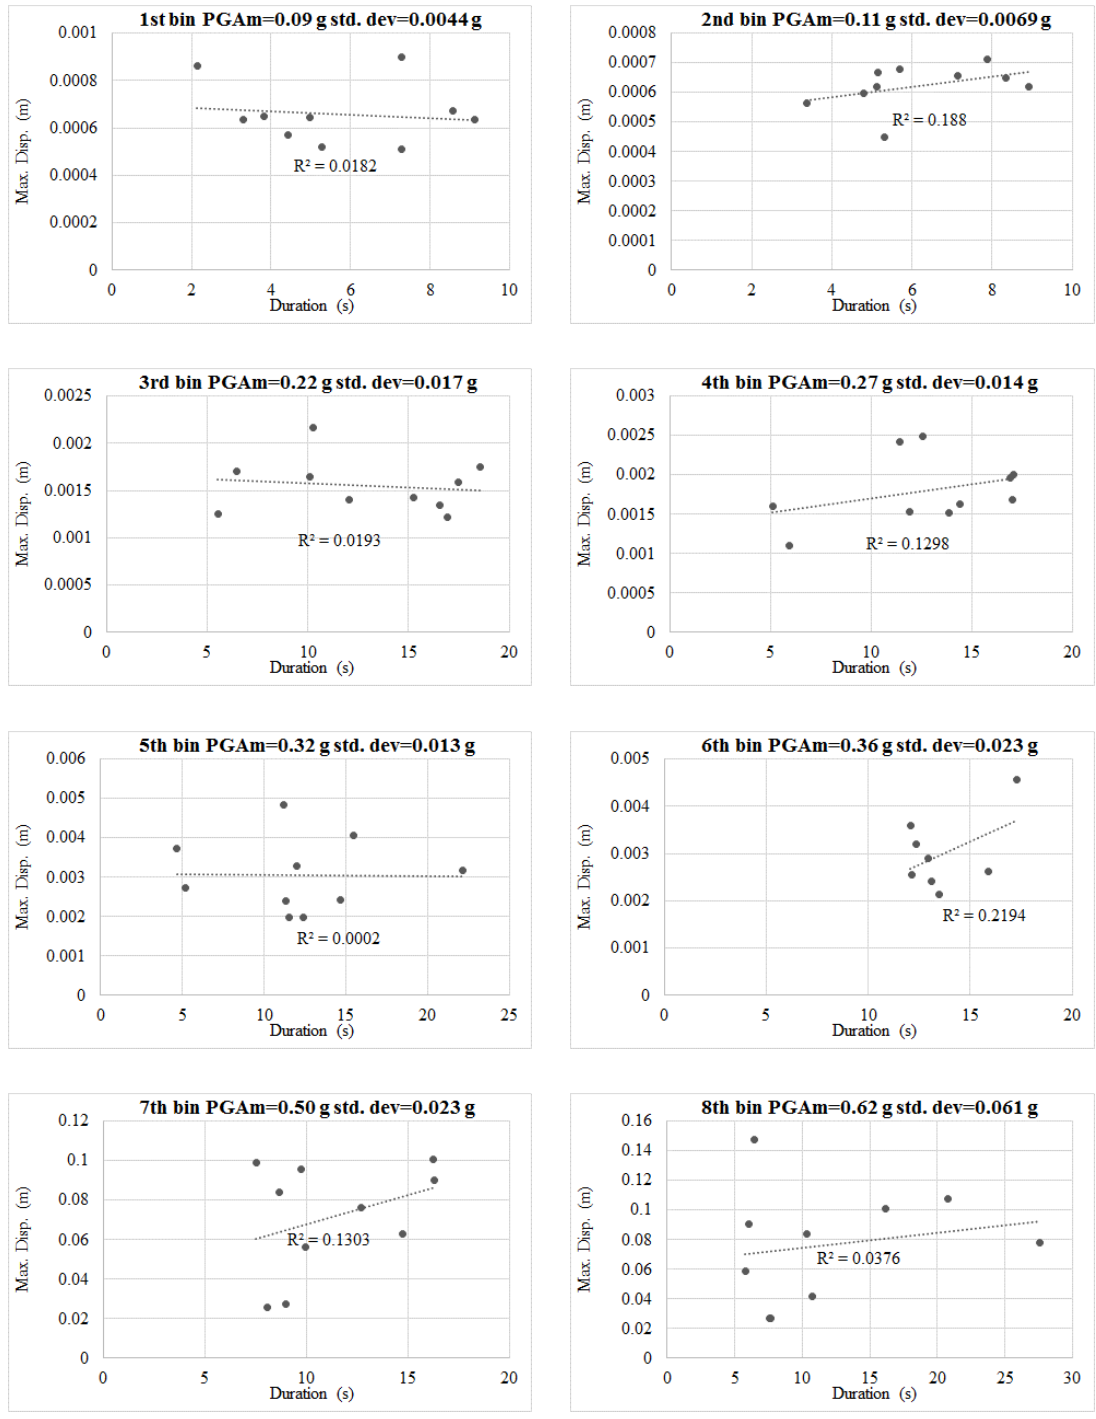 1st bin PGAm=0.09 g std. dev=0.0044 g
0.001
0.0008
0.0006
0.0004
0.0002
0
Max. Disp. (m)
R² = 0.0182
0 2 4 6 8 10
Duration (s)
2nd bin PGAm=0.11 g std. dev=0.0069 g
0.0008
0.0007
0.0006
0.0005
0.0004
0.0003
0.0002
0.0001
0
Max. Disp. (m)
R² = 0.188
0 2 4 6 8 10
Duration (s)
3rd bin PGAm=0.22 g std. dev=0.017 g
0.0025
0.002
0.0015
0.001
0.0005
0
Max. Disp. (m)
R² = 0.0193
0 5 10 15 20
Duration (s)
4th bin PGAm=0.27 g std. dev=0.014 g
0.003
0.0025
0.002
0.0015
0.001
0.0005
0
Max. Disp. (m)
R² = 0.1298
0 5 10 15 20
Duration (s)
5th bin PGAm=0.32 g std. dev=0.013 g
0.006
0.005
0.004
0.003
0.002
0.001
0
Max. Disp. (m)
R² = 0.0002
0 5 10 15 20 25
Duration (s)
6th bin PGAm=0.36 g std. dev=0.023 g
0.005
0.004
0.003
0.002
0.001
0
Max. Disp. (m)
R² = 0.2194
0 5 10 15 20
Duration (s)
7th bin PGAm=0.50 g std. dev=0.023 g
0.12
0.1
0.08
0.06
0.04
0.02
0
Max. Disp. (m)
R² = 0.1303
0 5 10 15 20
Duration (s)
8th bin PGAm=0.62 g std. dev=0.061 g
0.16
0.14
0.12
0.1
0.08
0.06
0.04
0.02
0
Max. Disp. (m)
R² = 0.0376
0 5 10 15 20 25 30
Duration (s)